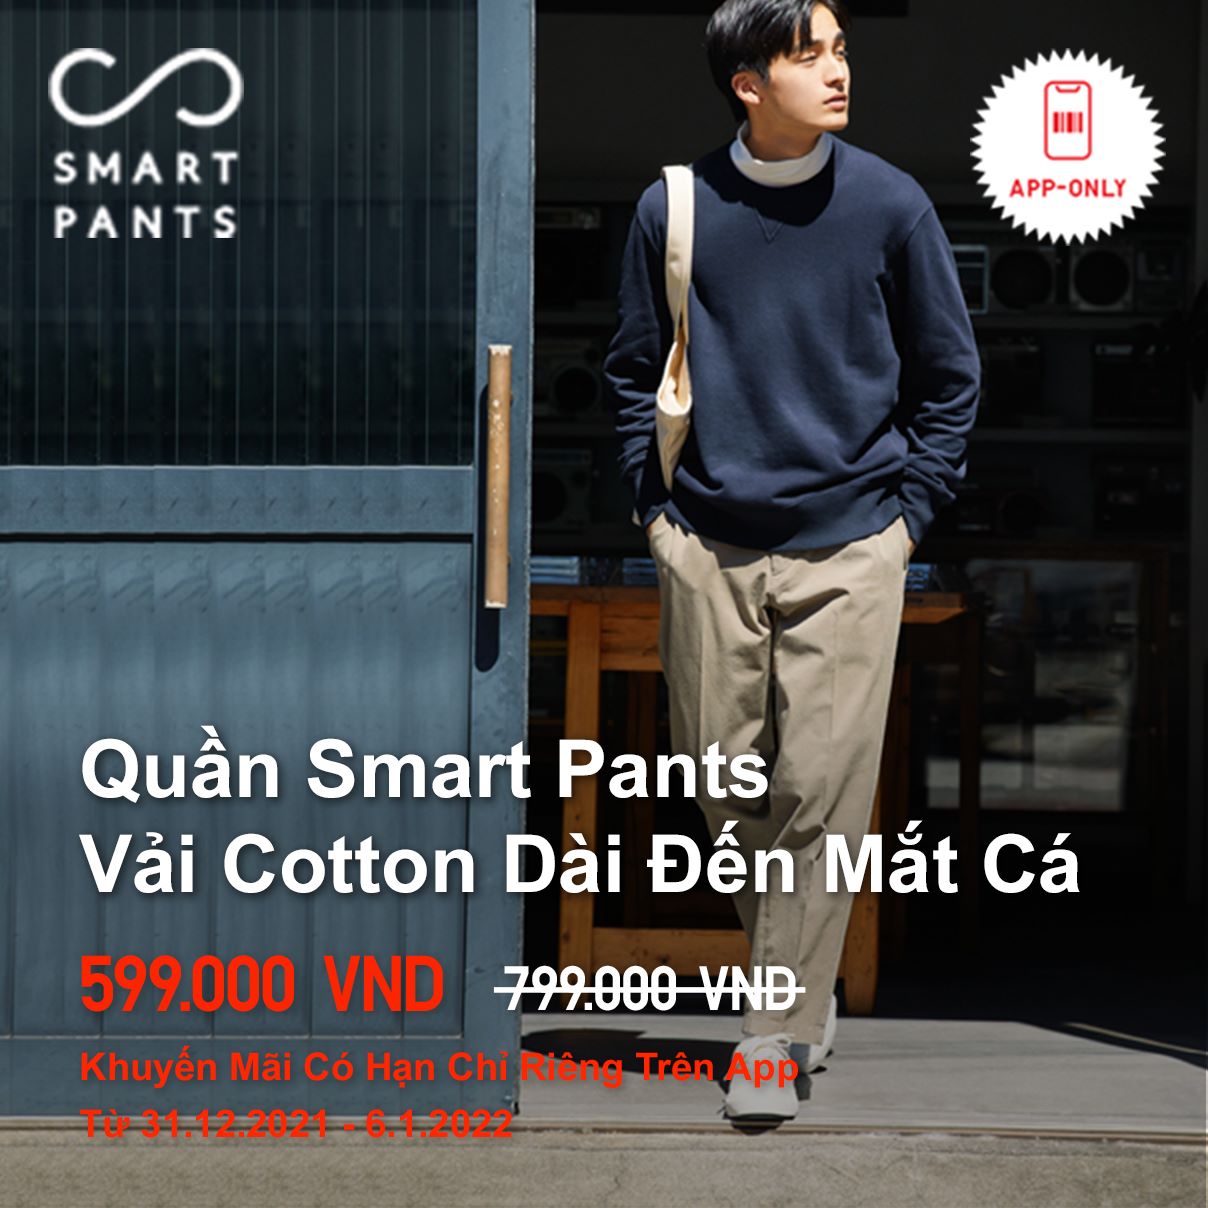 SMART
PANTS
APP-ONLY
Quần Smart Pants
Vải Cotton Dài Đến Mắt Cá
599.000 VND 799.000 VND
Khuyến Mãi Có Hạn Chỉ Riêng Trên App
Từ 31.12.2021 - 6.1.2022